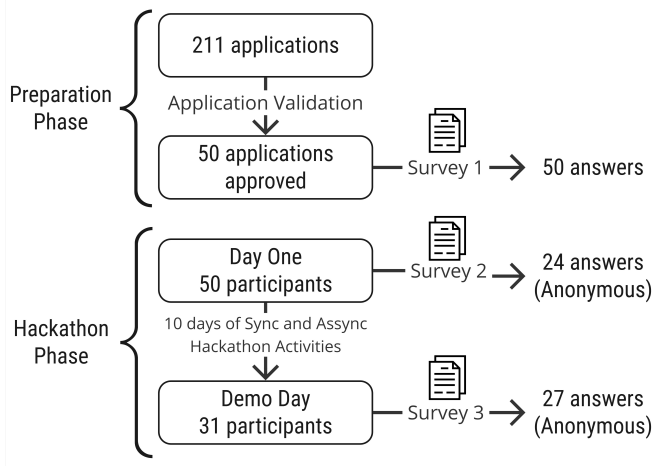 211 applications
Preparation
Phase
Application Validation
50 applications
approved
Survey 1
50 answers
Day One
50 participants
Survey 2
24 answers
(Anonymous)
Hackathon
Phase
10 days of Sync and Assync
Hackathon Activities
Demo Day
31 participants
Survey 3
27 answers
(Anonymous)